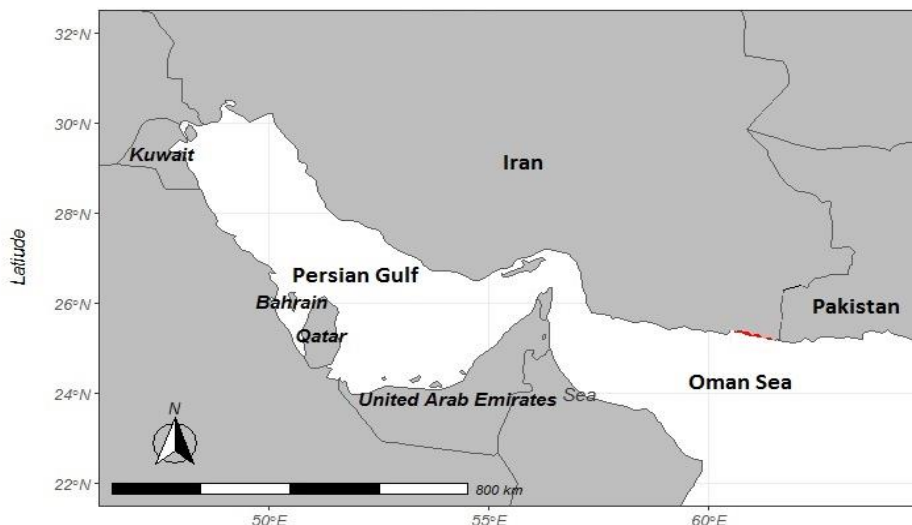 32°N
30°N
Kuwait
Iran
28°N
Latiude
Persian Gulf
26°N
Bahrain
Pakistan
Qatar
Oman Sea
24°N
United Arab Emirates
Sea
N
22°N
800 km
50°E
55°E
60°E